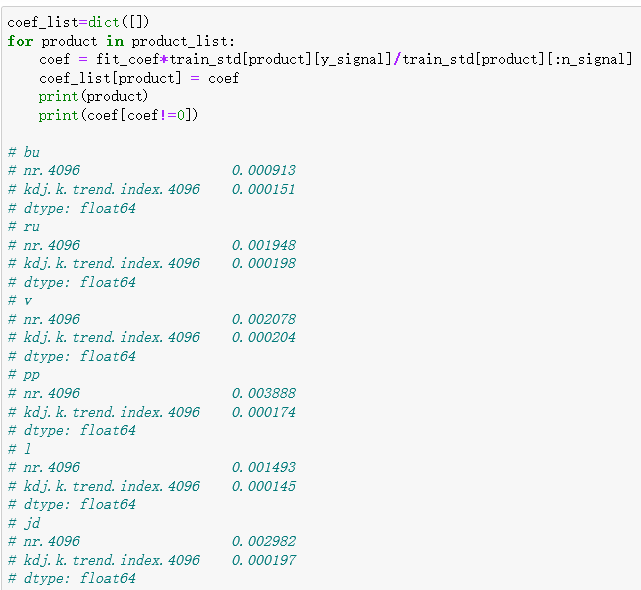 coef_list=dict([])
for product in product_list:
    coef = fit_coef*train_std[product][y_signal]/train_std[product][:n_signal]
    coef_list[product] = coef
    print(product)
    print(coef[coef!=0])
# bu
# nr.4096                   0.000913
# kdj.k.trend.index.4096    0.000151
# dtype: float64
# ru
# nr.4096                   0.001948
# kdj.k.trend.index.4096    0.000198
# dtype: float64
# v
# nr.4096                   0.002078
# kdj.k.trend.index.4096    0.000204
# dtype: float64
# pp
# nr.4096                   0.003888
# kdj.k.trend.index.4096    0.000174
# dtype: float64
# l
# nr.4096                   0.001493
# kdj.k.trend.index.4096    0.000145
# dtype: float64
# jd
# nr.4096                   0.002982
# kdj.k.trend.index.4096    0.000197
# dtype: float64